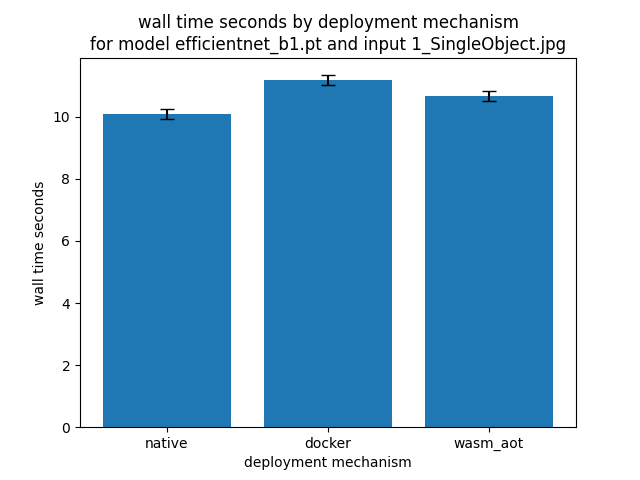 wall time seconds by deployment mechanism
for model efficientnet_b1.pt and input 1_SingleObject.jpg
wall time seconds
10
8
6
4
2
0
native
docker
wasm_aot
deployment mechanism